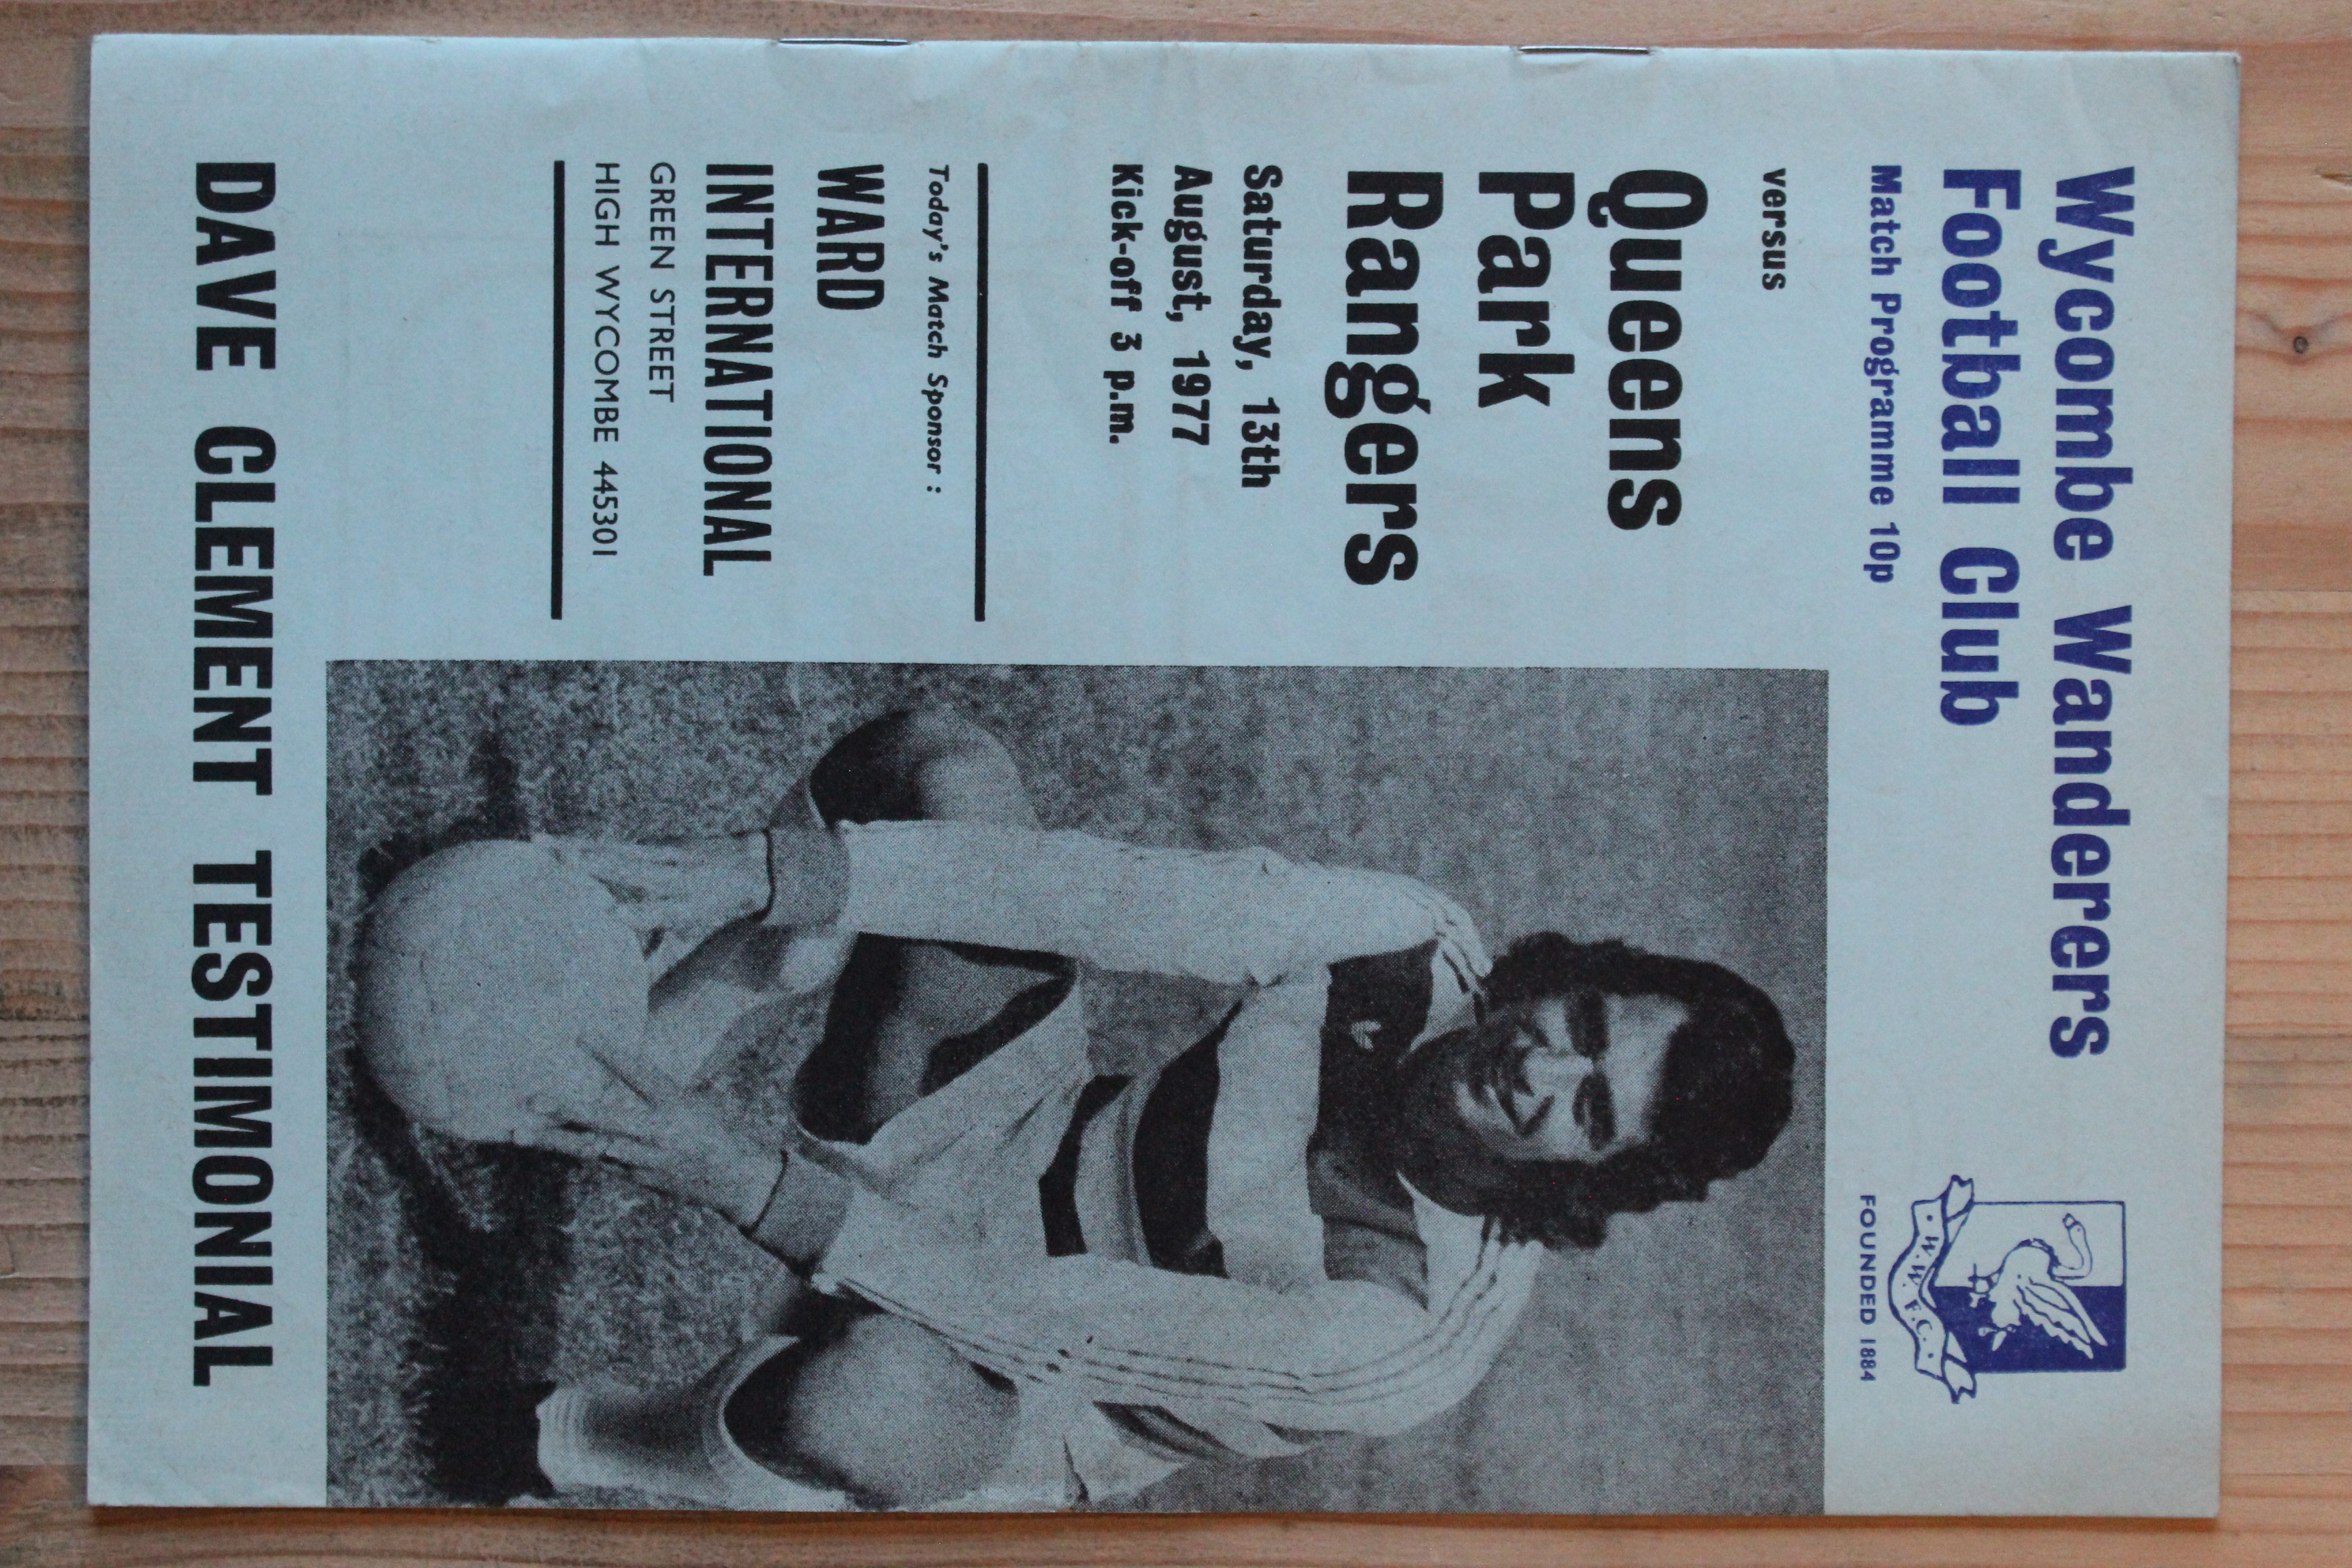 Wycombe Wanderers
Football Club
Match Programme 10p
W. W. F. C.
FOUNDED 1884
versus
Queens
Park
Rangers
Saturday, 13th
August, 1977
Kick-off 3 p.m.
Today's Match Sponsor :
WARD
INTERNATIONAL
GREEN STREET
HIGH WYCOMBE 445301
DAVE CLEMENT TESTIMONIAL